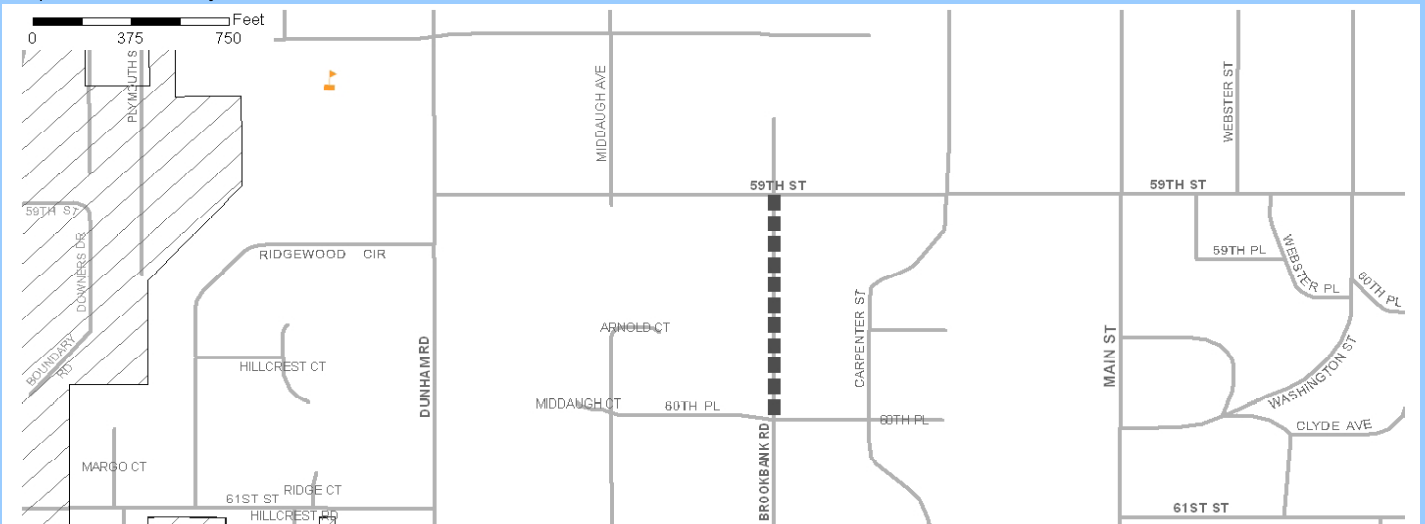 Feet
0 375 750
PLYMOUTH S
MIDDAUGH AVE
WEBSTER ST
59TH ST
59TH ST
59TH ST
DOWNERS DR
RIDGEWOOD CIR
59TH PL
WEBSTER PL
60TH PL
BOUNDARY RD
HILLCREST CT
DUNHAM RD
ARNOLD CT
CARPENTER ST
MAIN ST
WASHINGTON ST
MIDDAUGH CT
60TH PL
60TH PL
CLYDE AVE
BROOKBANK RD
MARGO CT
RIDGE CT
61ST ST
61ST ST
HILLCREST RD